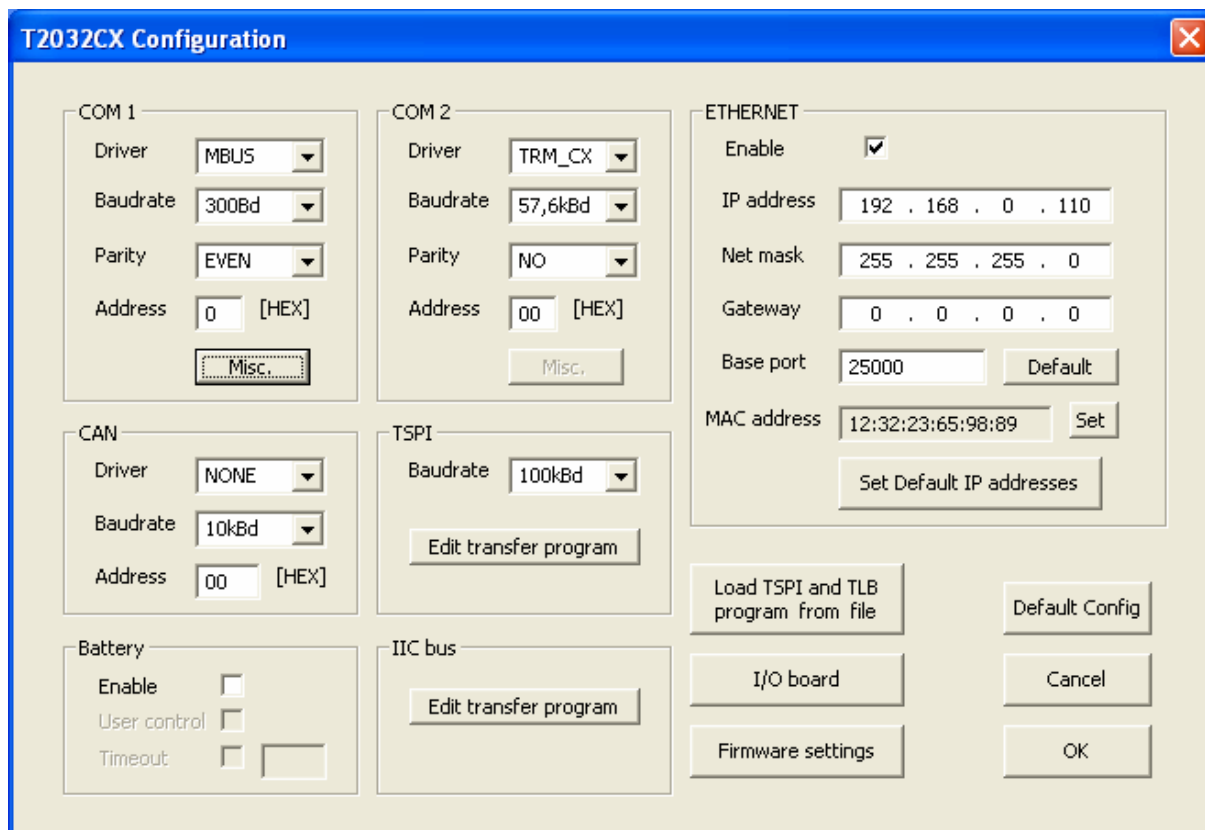 T2032CX Configuration
COM 1
Driver MBUS
Baudrate 300Bd
Parity EVEN
Address 0 [HEX]
Misc.
COM 2
Driver TRM_CX
Baudrate 57,6kBd
Parity NO
Address 00 [HEX]
Misc.
ETHERNET
Enable
IP address 192 . 168 . 0 . 110
Net mask 255 . 255 . 255 . 0
Gateway 0 . 0 . 0 . 0
Base port 25000 Default
MAC address 12:32:23:65:98:89 Set
Set Default IP addresses
CAN
Driver NONE
Baudrate 10kBd
Address 00 [HEX]
TSPI
Baudrate 100kBd
Edit transfer program
Battery
Enable
User control
Timeout
IIC bus
Edit transfer program
Load TSPI and TLB
program from file
Default Config
I/O board
Cancel
Firmware settings
OK